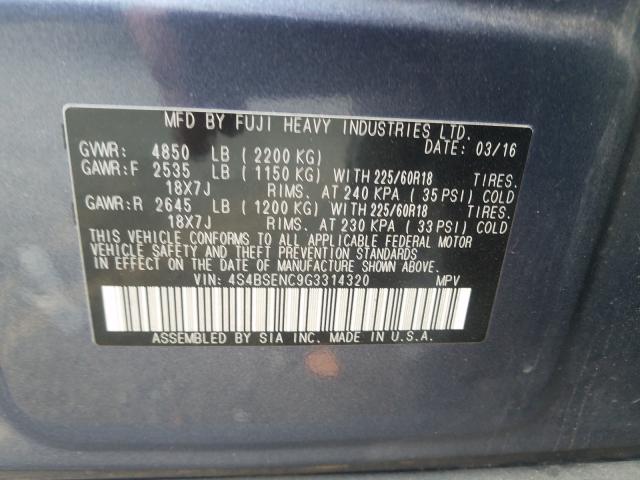 MFD BY FUJI HEAVY INDUSTRIES LTD.
DATE: 03/16
GVWR: 4850 LB (2200 KG)
GAWR:F 2535 LB (1150 KG) WITH 225/60R18 TIRES.
18X7J RIMS. AT 240 KPA (35 PSI) COLD
GAWR:R 2645 LB (1200 KG) WITH 225/60R18 TIRES.
18X7J RIMS. AT 230 KPA (33 PSI) COLD
THIS VEHICLE CONFORMS TO ALL APPLICABLE FEDERAL MOTOR
VEHICLE SAFETY AND THEFT PREVENTION STANDARDS
IN EFFECT ON THE DATE OF MANUFACTURE SHOWN ABOVE.
VIN: 4S4BSENC9G3314320 MPV
ASSEMBLED BY SIA INC. MADE IN U.S.A.